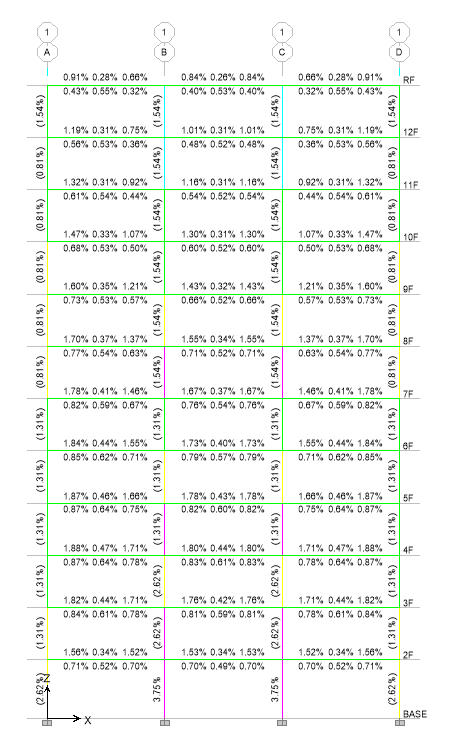 1 1 1 1
A B C D
0.91% 0.28% 0.66% 0.84% 0.26% 0.84% 0.66% 0.28% 0.91% RF
0.43% 0.55% 0.32% 0.40% 0.53% 0.40% 0.32% 0.55% 0.43%
(1.54%) (1.54%) (1.54%) (1.54%)
1.19% 0.31% 0.75% 1.01% 0.31% 1.01% 0.75% 0.31% 1.19% 12F
0.56% 0.53% 0.36% 0.48% 0.52% 0.48% 0.36% 0.53% 0.56%
(0.81%) (1.54%) (1.54%) (0.81%)
1.32% 0.31% 0.92% 1.16% 0.31% 1.16% 0.92% 0.31% 1.32% 11F
0.61% 0.54% 0.44% 0.54% 0.52% 0.54% 0.44% 0.54% 0.61%
(0.81%) (1.54%) (1.54%) (0.81%)
1.47% 0.33% 1.07% 1.30% 0.31% 1.30% 1.07% 0.33% 1.47% 10F
0.68% 0.53% 0.50% 0.60% 0.52% 0.60% 0.50% 0.53% 0.68%
(0.81%) (1.54%) (1.54%) (0.81%)
1.60% 0.35% 1.21% 1.43% 0.32% 1.43% 1.21% 0.35% 1.60% 9F
0.73% 0.53% 0.57% 0.66% 0.52% 0.66% 0.57% 0.53% 0.73%
(0.81%) (1.54%) (1.54%) (0.81%)
1.70% 0.37% 1.37% 1.55% 0.34% 1.55% 1.37% 0.37% 1.70% 8F
0.77% 0.54% 0.63% 0.71% 0.52% 0.71% 0.63% 0.54% 0.77%
(0.81%) (1.54%) (1.54%) (0.81%)
1.78% 0.41% 1.46% 1.67% 0.37% 1.67% 1.46% 0.41% 1.78% 7F
0.82% 0.59% 0.67% 0.76% 0.54% 0.76% 0.67% 0.59% 0.82%
(1.31%) (1.31%) (1.31%) (1.31%)
1.84% 0.44% 1.55% 1.73% 0.40% 1.73% 1.55% 0.44% 1.84% 6F
0.85% 0.62% 0.71% 0.79% 0.57% 0.79% 0.71% 0.62% 0.85%
(1.31%) (1.31%) (1.31%) (1.31%)
1.87% 0.46% 1.66% 1.78% 0.43% 1.78% 1.66% 0.46% 1.87% 5F
0.87% 0.64% 0.75% 0.82% 0.60% 0.82% 0.75% 0.64% 0.87%
(1.31%) (1.31%) (1.31%) (1.31%)
1.88% 0.47% 1.71% 1.80% 0.44% 1.80% 1.71% 0.47% 1.88% 4F
0.87% 0.64% 0.78% 0.83% 0.61% 0.83% 0.78% 0.64% 0.87%
(1.31%) (2.62%) (2.62%) (1.31%)
1.82% 0.44% 1.71% 1.76% 0.42% 1.76% 1.71% 0.44% 1.82% 3F
0.84% 0.61% 0.78% 0.81% 0.59% 0.81% 0.78% 0.61% 0.84%
(1.31%) (2.62%) (2.62%) (1.31%)
1.56% 0.34% 1.52% 1.53% 0.34% 1.53% 1.52% 0.34% 1.56% 2F
0.71% 0.52% 0.70% 0.70% 0.49% 0.70% 0.70% 0.52% 0.71%
(2.62%) 3.75% 3.75% (2.62%)
Z
X BASE